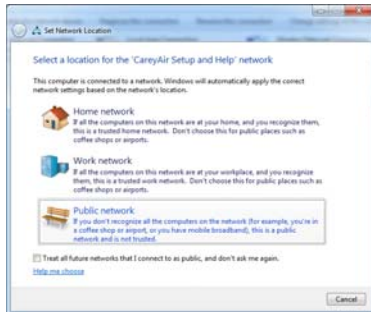 Set Network Location
Select a location for the 'CareyAir Setup and Help' network
This computer is connected to a network. Windows will automatically apply the correct
network settings based on the network's location.
Home network
If all the computers on this network are at your home, and you recognize them,
this is a trusted home network. Don't choose this for public places such as
coffee shops or airports.
Work network
If all the computers on this network are at your workplace, and you recognize
them, this is a trusted work network. Don't choose this for public places such as
coffee shops or airports.
Public network
If you don't recognize all the computers on the network (for example, you're in
a coffee shop or airport, or you have mobile broadband), this is a public
network and is not trusted.
Treat all future networks that I connect to as public, and don't ask me again.
Help me choose
Cancel